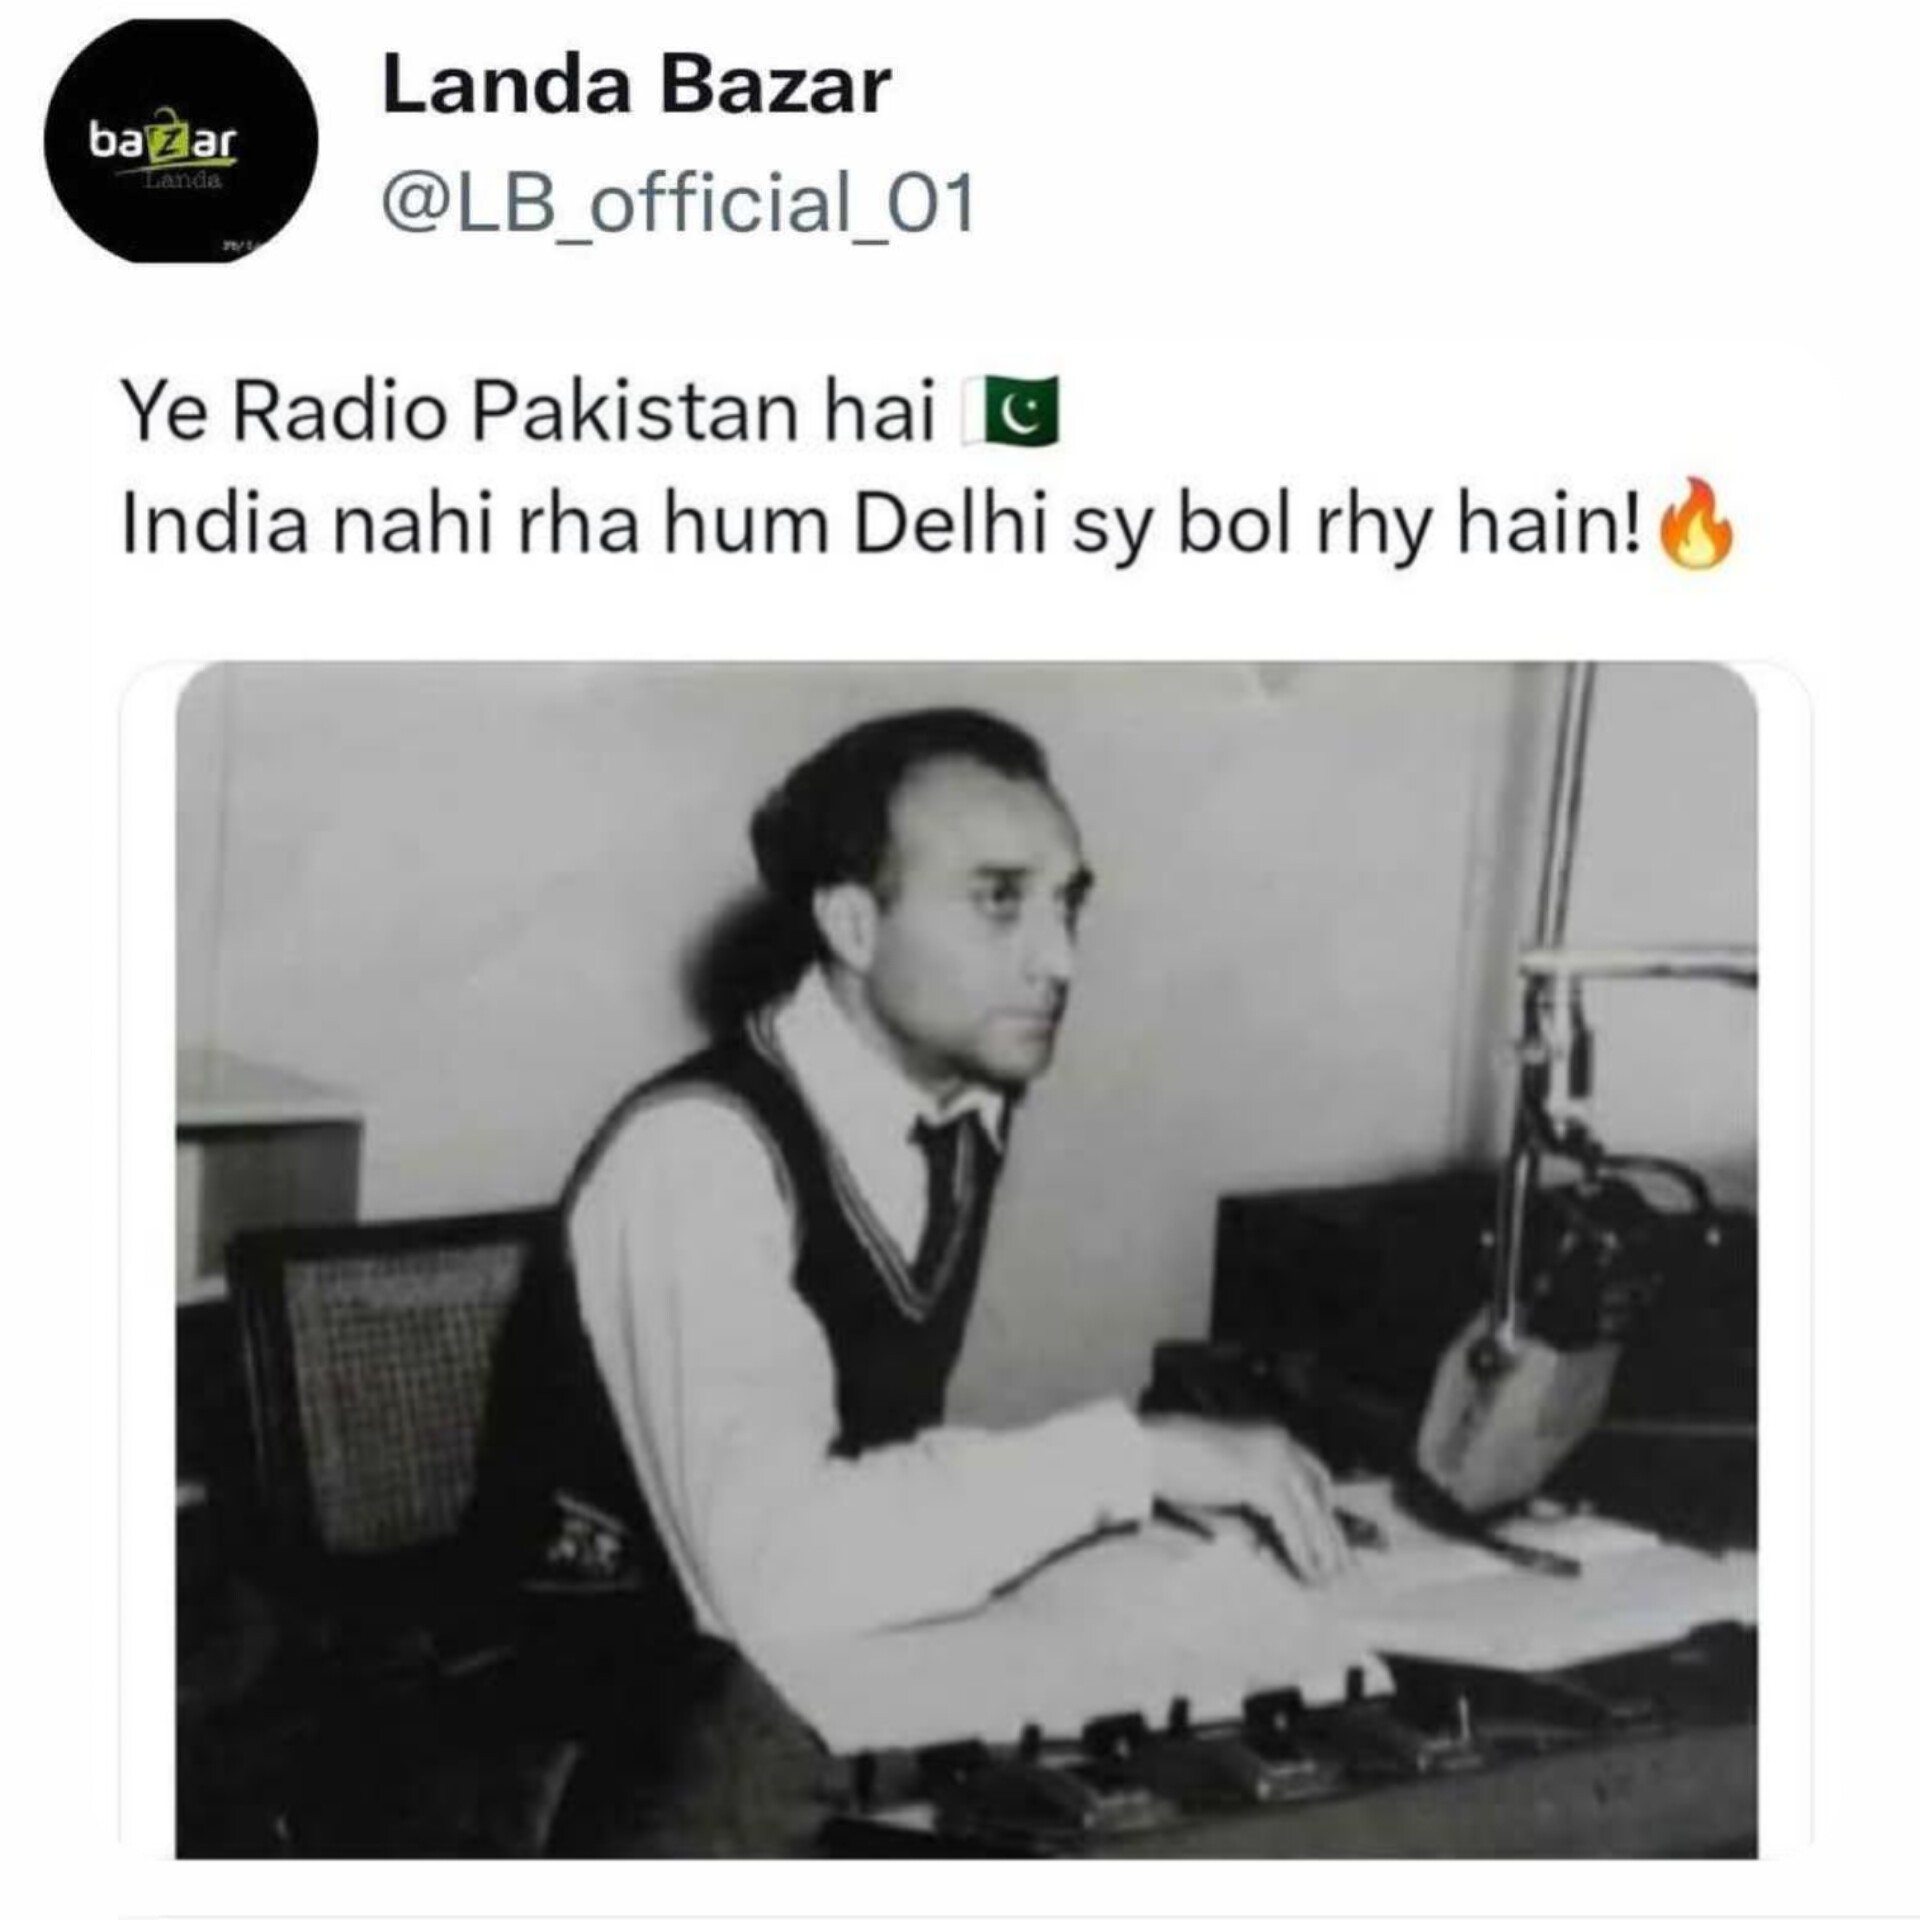 bazar
Landa
Landa Bazar
@LB_official_01
Ye Radio Pakistan hai 🇵🇰
India nahi rha hum Delhi sy bol rhy hain!🔥